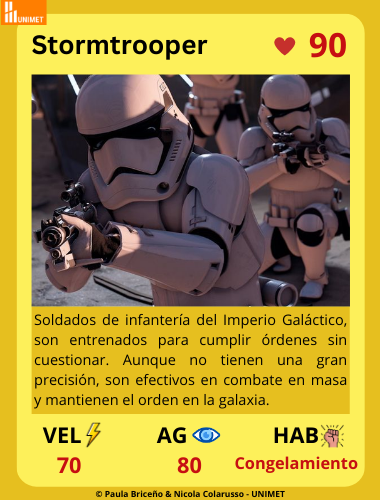 UNIMET
Stormtrooper
90
Soldados de infantería del Imperio Galáctico,
son entrenados para cumplir órdenes sin
cuestionar. Aunque no tienen una gran
precisión, son efectivos en combate en masa
y mantienen el orden en la galaxia.
VEL AG HAB
70 80 Congelamiento
© Paula Briceño & Nicola Colarusso - UNIMET